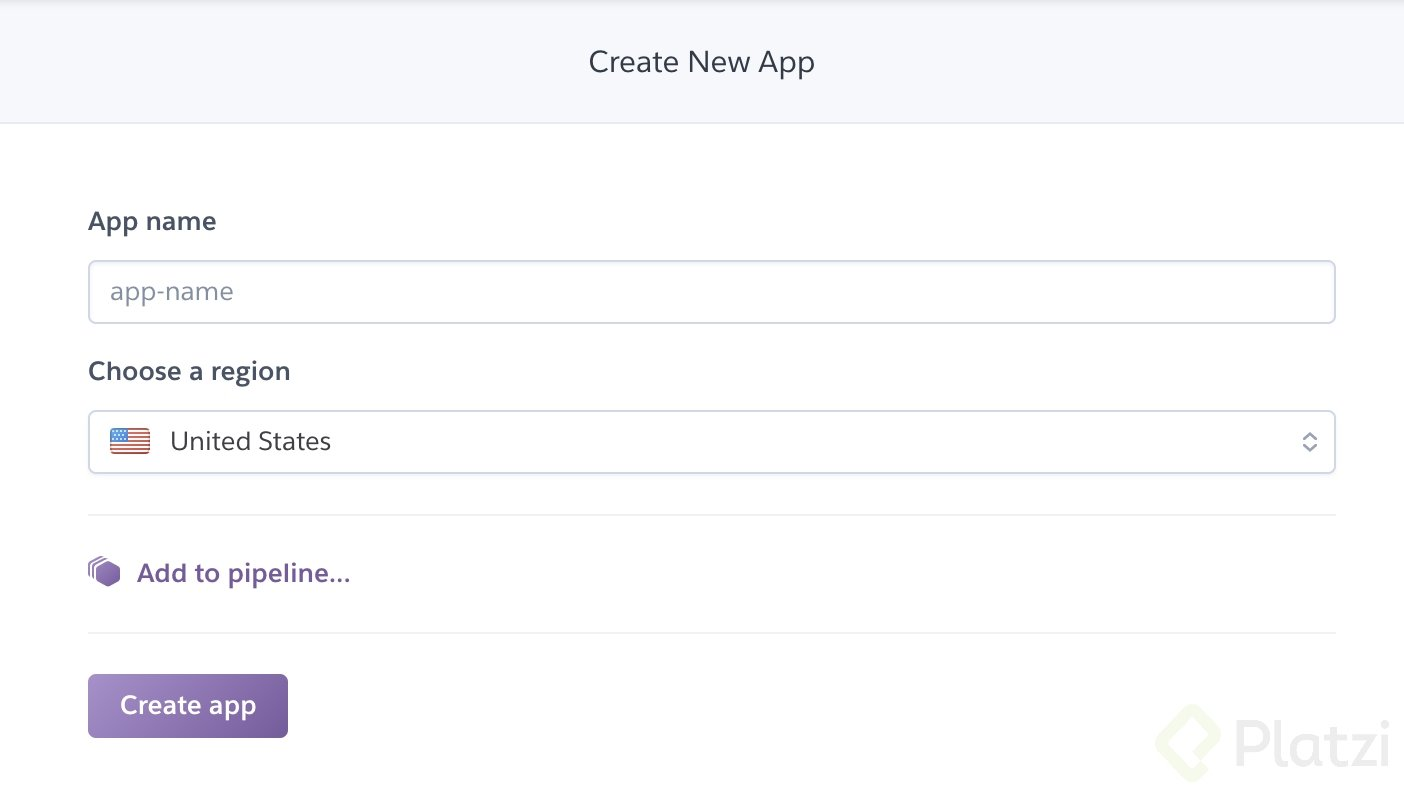 Create New App
App name
app-name
Choose a region
United States
Add to pipeline...
Create app
Platzi